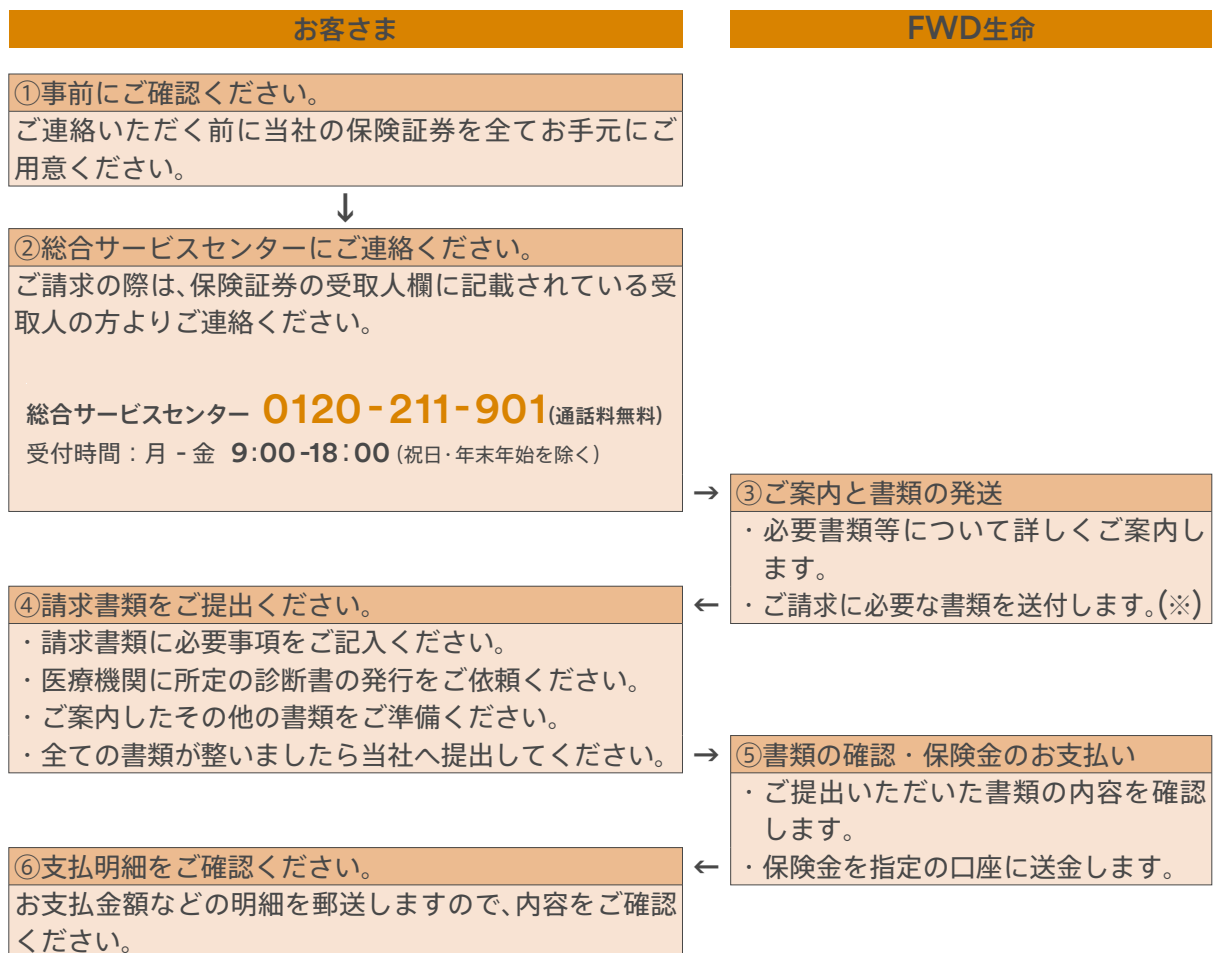 お客さま
FWD生命
①事前にご確認ください。
ご連絡いただく前に当社の保険証券を全てお手元にご
用意ください。
↓
②総合サービスセンターにご連絡ください。
ご請求の際は、保険証券の受取人欄に記載されている受
取人の方よりご連絡ください。
総合サービスセンター 0120-211-901(通話料無料)
受付時間：月-金 9:00-18:00(祝日・年末年始を除く)
→
③ご案内と書類の発送
・必要書類等について詳しくご案内し
ます。
・ご請求に必要な書類を送付します。(※)
←
④請求書類をご提出ください。
・請求書類に必要事項をご記入ください。
・医療機関に所定の診断書の発行をご依頼ください。
・ご案内したその他の書類をご準備ください。
・全ての書類が整いましたら当社へ提出してください。
→
⑤書類の確認・保険金のお支払い
・ご提出いただいた書類の内容を確認
します。
・保険金を指定の口座に送金します。
←
⑥支払明細をご確認ください。
お支払金額などの明細を郵送しますので、内容をご確認
ください。